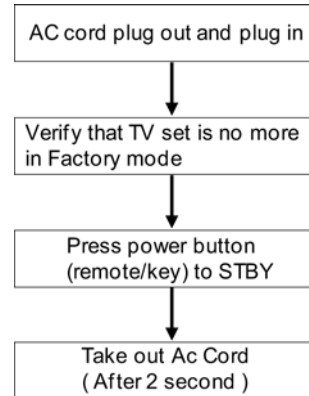 AC cord plug out and plug in
Verify that TV set is no more
in Factory mode
Press power button
(remote/key) to STBY
Take out Ac Cord
( After 2 second )